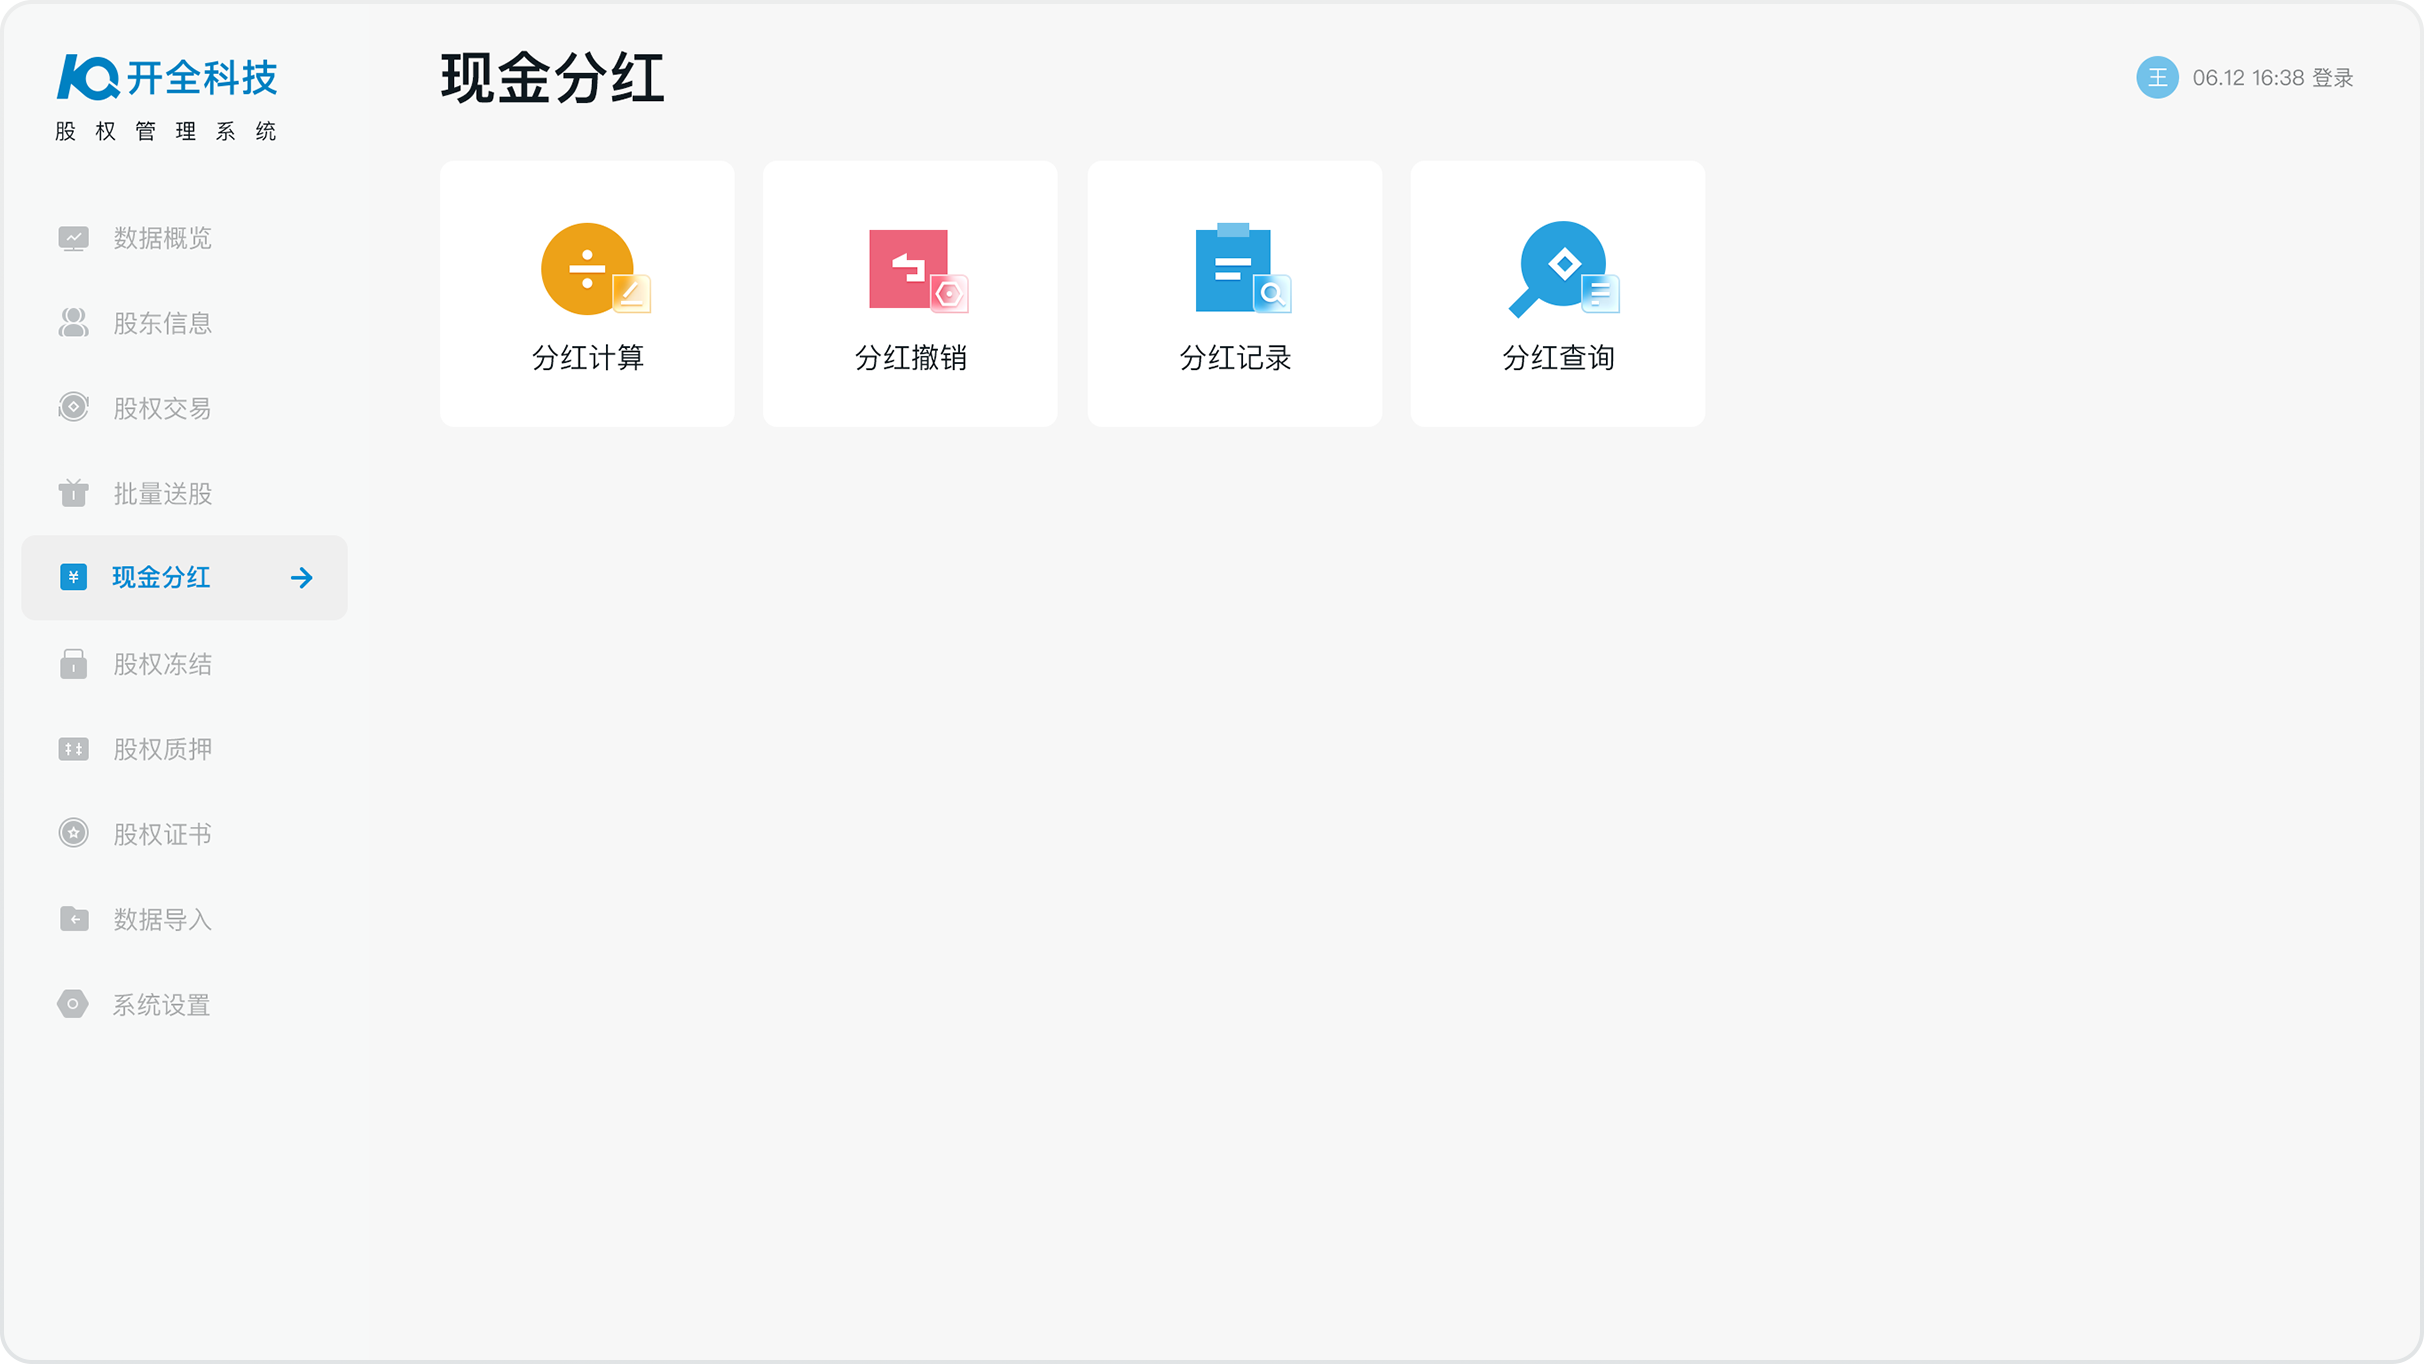 开全科技
股权管理系统
数据概览
股东信息
股权交易
批量送股
现金分红
股权冻结
股权质押
股权证书
数据导入
系统设置
现金分红
王 06.12 16:38 登录
分红计算
分红撤销
分红记录
分红查询